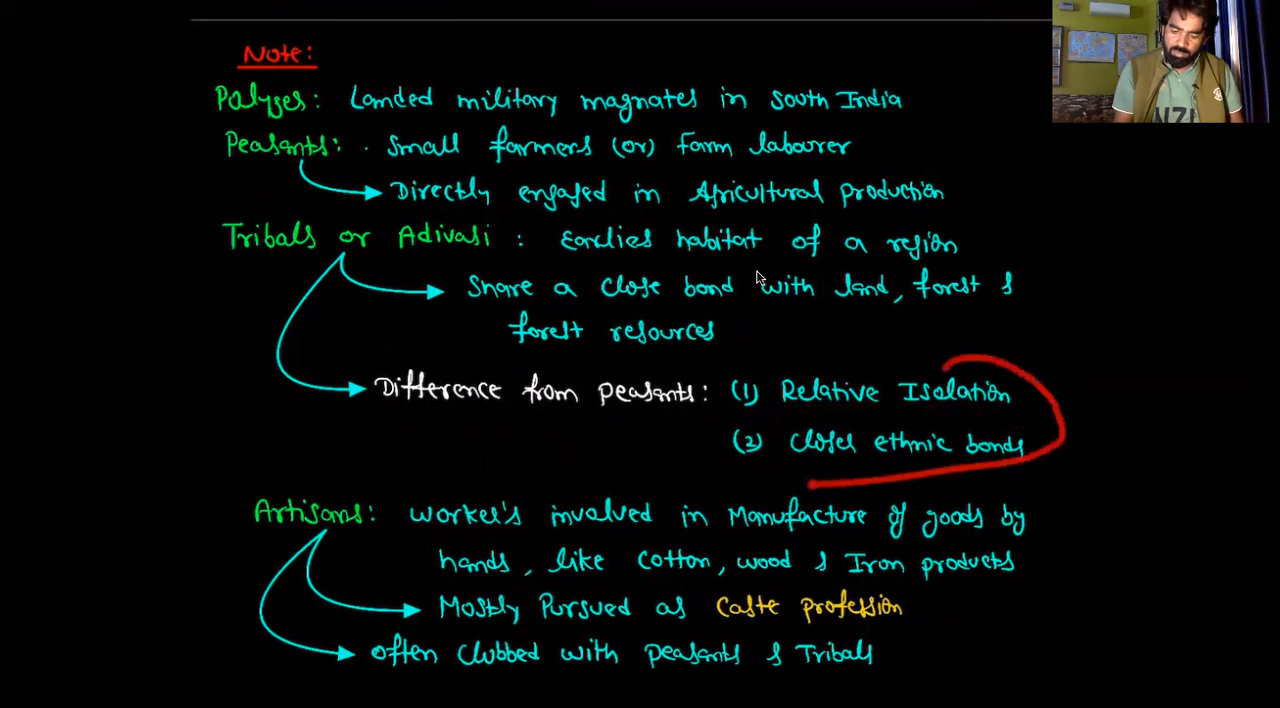 Note:
Palyges: Landed military magnates in South India
Peasants: . Small farmers (or) Farm labourer
Directly engaged in Agricultural production
Tribals or Adivasi : Earlies habitat of a region
Share a close bond with land, forest &
forest resources
Difference from peasants: (1) Relative Isolation
(2) Closer ethnic bonds
Artisans: Worker's involved in Manufacture of goods by
hands, like Cotton, wood & Iron products
Mostly Pursued as Caste profession
often clubbed with peasants & Tribals